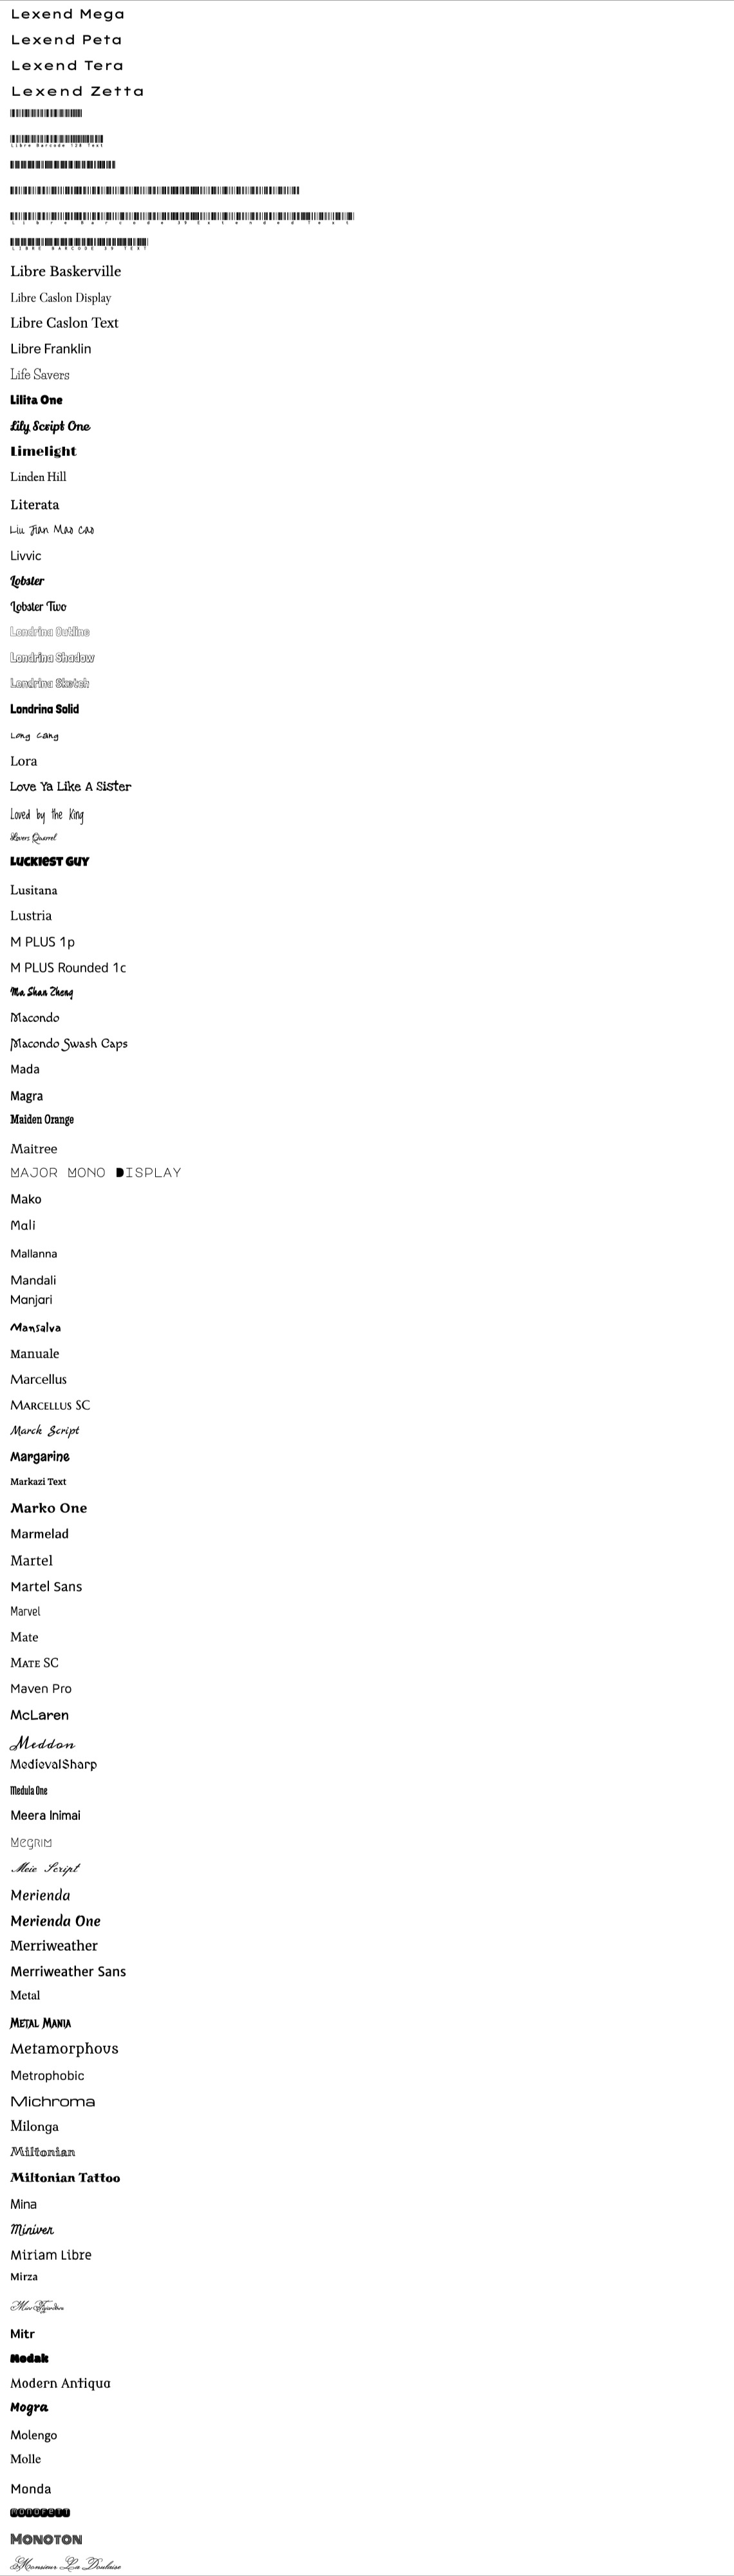 Lexend Mega
Lexend Peta
Lexend Tera
Lexend Zetta
Libre Barcode 128 Text
Libre Barcode 39 Extended Text
LIBRE BARCODE 39 TEXT
Libre Baskerville
Libre Caslon Display
Libre Caslon Text
Libre Franklin
Life Savers
Lilita One
Lily Script One
Limelight
Linden Hill
Literata
Liu Jian Mao Cao
Livvic
Lobster
Lobster Two
Londrina Outline
Londrina Shadow
Londrina Sketch
Londrina Solid
Long Cang
Lora
Love Ya Like A Sister
Loved by the King
Lovers Quarrel
Luckiest Guy
Lusitana
Lustria
M PLUS 1p
M PLUS Rounded 1c
Ma Shan Zheng
Macondo
Macondo Swash Caps
Mada
Magra
Maiden Orange
Maitree
Major Mono Display
Mako
Mali
Mallanna
Mandali
Manjari
Mansalva
Manuale
Marcellus
Marcellus SC
Marck Script
Margarine
Markazi Text
Marko One
Marmelad
Martel
Martel Sans
Marvel
Mate
Mate SC
Maven Pro
McLaren
Meddon
MedievalSharp
Medula One
Meera Inimai
Megrim
Meie Script
Merienda
Merienda One
Merriweather
Merriweather Sans
Metal
Metal Mania
Metamorphous
Metrophobic
Michroma
Milonga
Miltonian
Miltonian Tattoo
Mina
Miniver
Miriam Libre
Mirza
Miss Fajardose
Mitr
Modak
Modern Antiqua
Mogra
Molengo
Molle
Monda
Monofett
Monoton
Monsieur La Doulaise